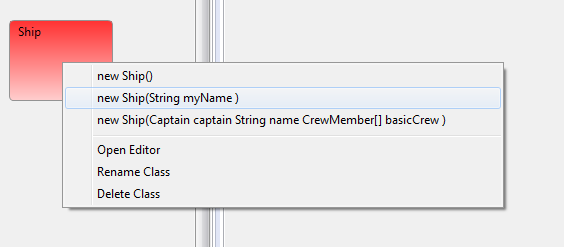 Ship
new Ship()
new Ship(String myName )
new Ship(Captain captain String name CrewMember[] basicCrew )
Open Editor
Rename Class
Delete Class